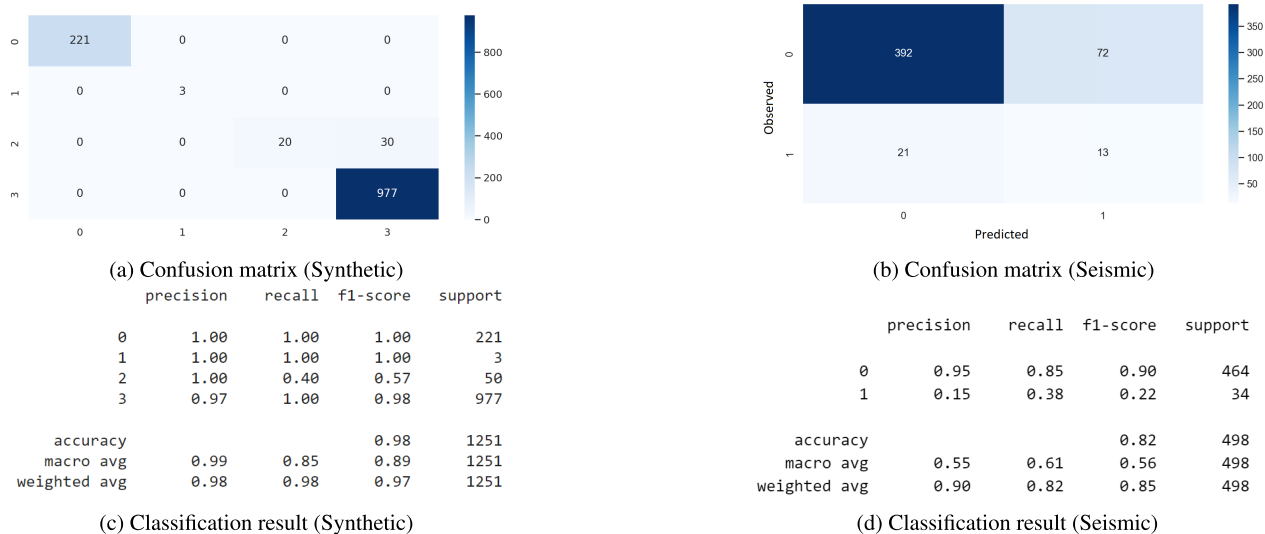 0 221 0 0 0
1 0 3 0 0
2 0 0 20 30
3 0 0 0 977
0 1 2 3
800
600
400
200
0
(a) Confusion matrix (Synthetic)
Observed
0 392 72
1 21 13
0 1
Predicted
350
300
250
200
150
100
50
(b) Confusion matrix (Seismic)
precision recall f1-score support
0 1.00 1.00 1.00 221
1 1.00 1.00 1.00 3
2 1.00 0.40 0.57 50
3 0.97 1.00 0.98 977
accuracy 0.98 1251
macro avg 0.99 0.85 0.89 1251
weighted avg 0.98 0.98 0.97 1251
(c) Classification result (Synthetic)
precision recall f1-score support
0 0.95 0.85 0.90 464
1 0.15 0.38 0.22 34
accuracy 0.82 498
macro avg 0.55 0.61 0.56 498
weighted avg 0.90 0.82 0.85 498
(d) Classification result (Seismic)